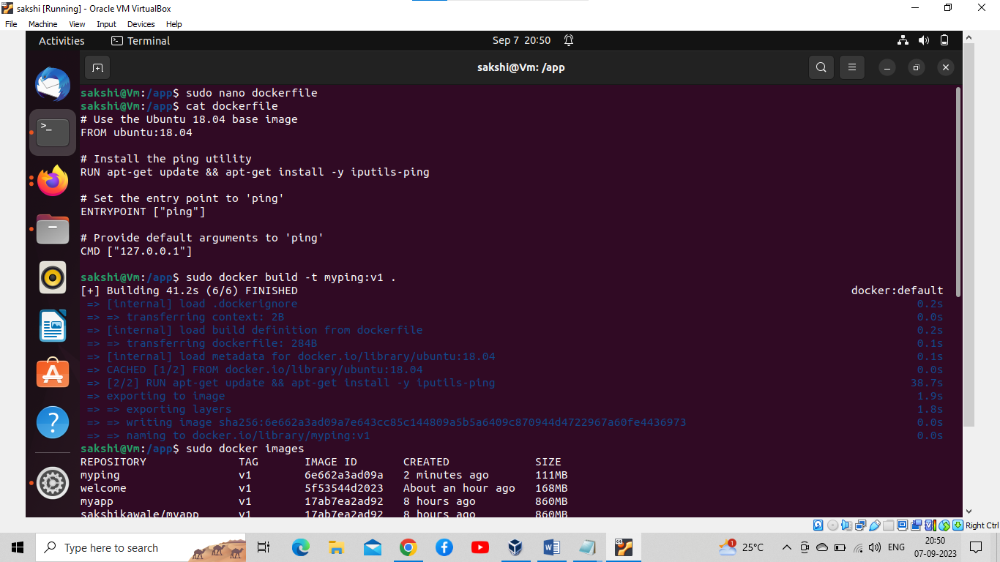 sakshi [Running] - Oracle VM VirtualBox
File Machine View Input Devices Help
Activities Terminal Sep 7 20:50
sakshi@Vm: /app
sakshi@Vm:/app$ sudo nano dockerfile
sakshi@Vm:/app$ cat dockerfile
# Use the Ubuntu 18.04 base image
FROM ubuntu:18.04
# Install the ping utility
RUN apt-get update && apt-get install -y iputils-ping
# Set the entry point to 'ping'
ENTRYPOINT ["ping"]
# Provide default arguments to 'ping'
CMD ["127.0.0.1"]
sakshi@Vm:/app$ sudo docker build -t myping:v1 .
[+] Building 41.2s (6/6) FINISHED docker:default
=> [internal] load .dockerignore 0.2s
=> => transferring context: 2B 0.0s
=> [internal] load build definition from dockerfile 0.2s
=> => transferring dockerfile: 284B 0.1s
=> [internal] load metadata for docker.io/library/ubuntu:18.04 0.1s
=> CACHED [1/2] FROM docker.io/library/ubuntu:18.04 0.0s
=> [2/2] RUN apt-get update && apt-get install -y iputils-ping 38.7s
=> exporting to image 1.9s
=> => exporting layers 1.8s
=> => writing image sha256:6e662a3ad09a7e643cc85c144809a5b5a6409c870944d4722967a60fe4436973 0.0s
=> => naming to docker.io/library/myping:v1 0.0s
sakshi@Vm:/app$ sudo docker images
REPOSITORY TAG IMAGE ID CREATED SIZE
myping v1 6e662a3ad09a 2 minutes ago 111MB
welcome v1 5f53544d2023 About an hour ago 168MB
myapp v1 17ab7ea2ad92 8 hours ago 860MB
sakshikawale/myapp v1 17ab7ea2ad92 8 hours ago 860MB
Right Ctrl
Type here to search 1 25°C ENG 20:50
07-09-2023